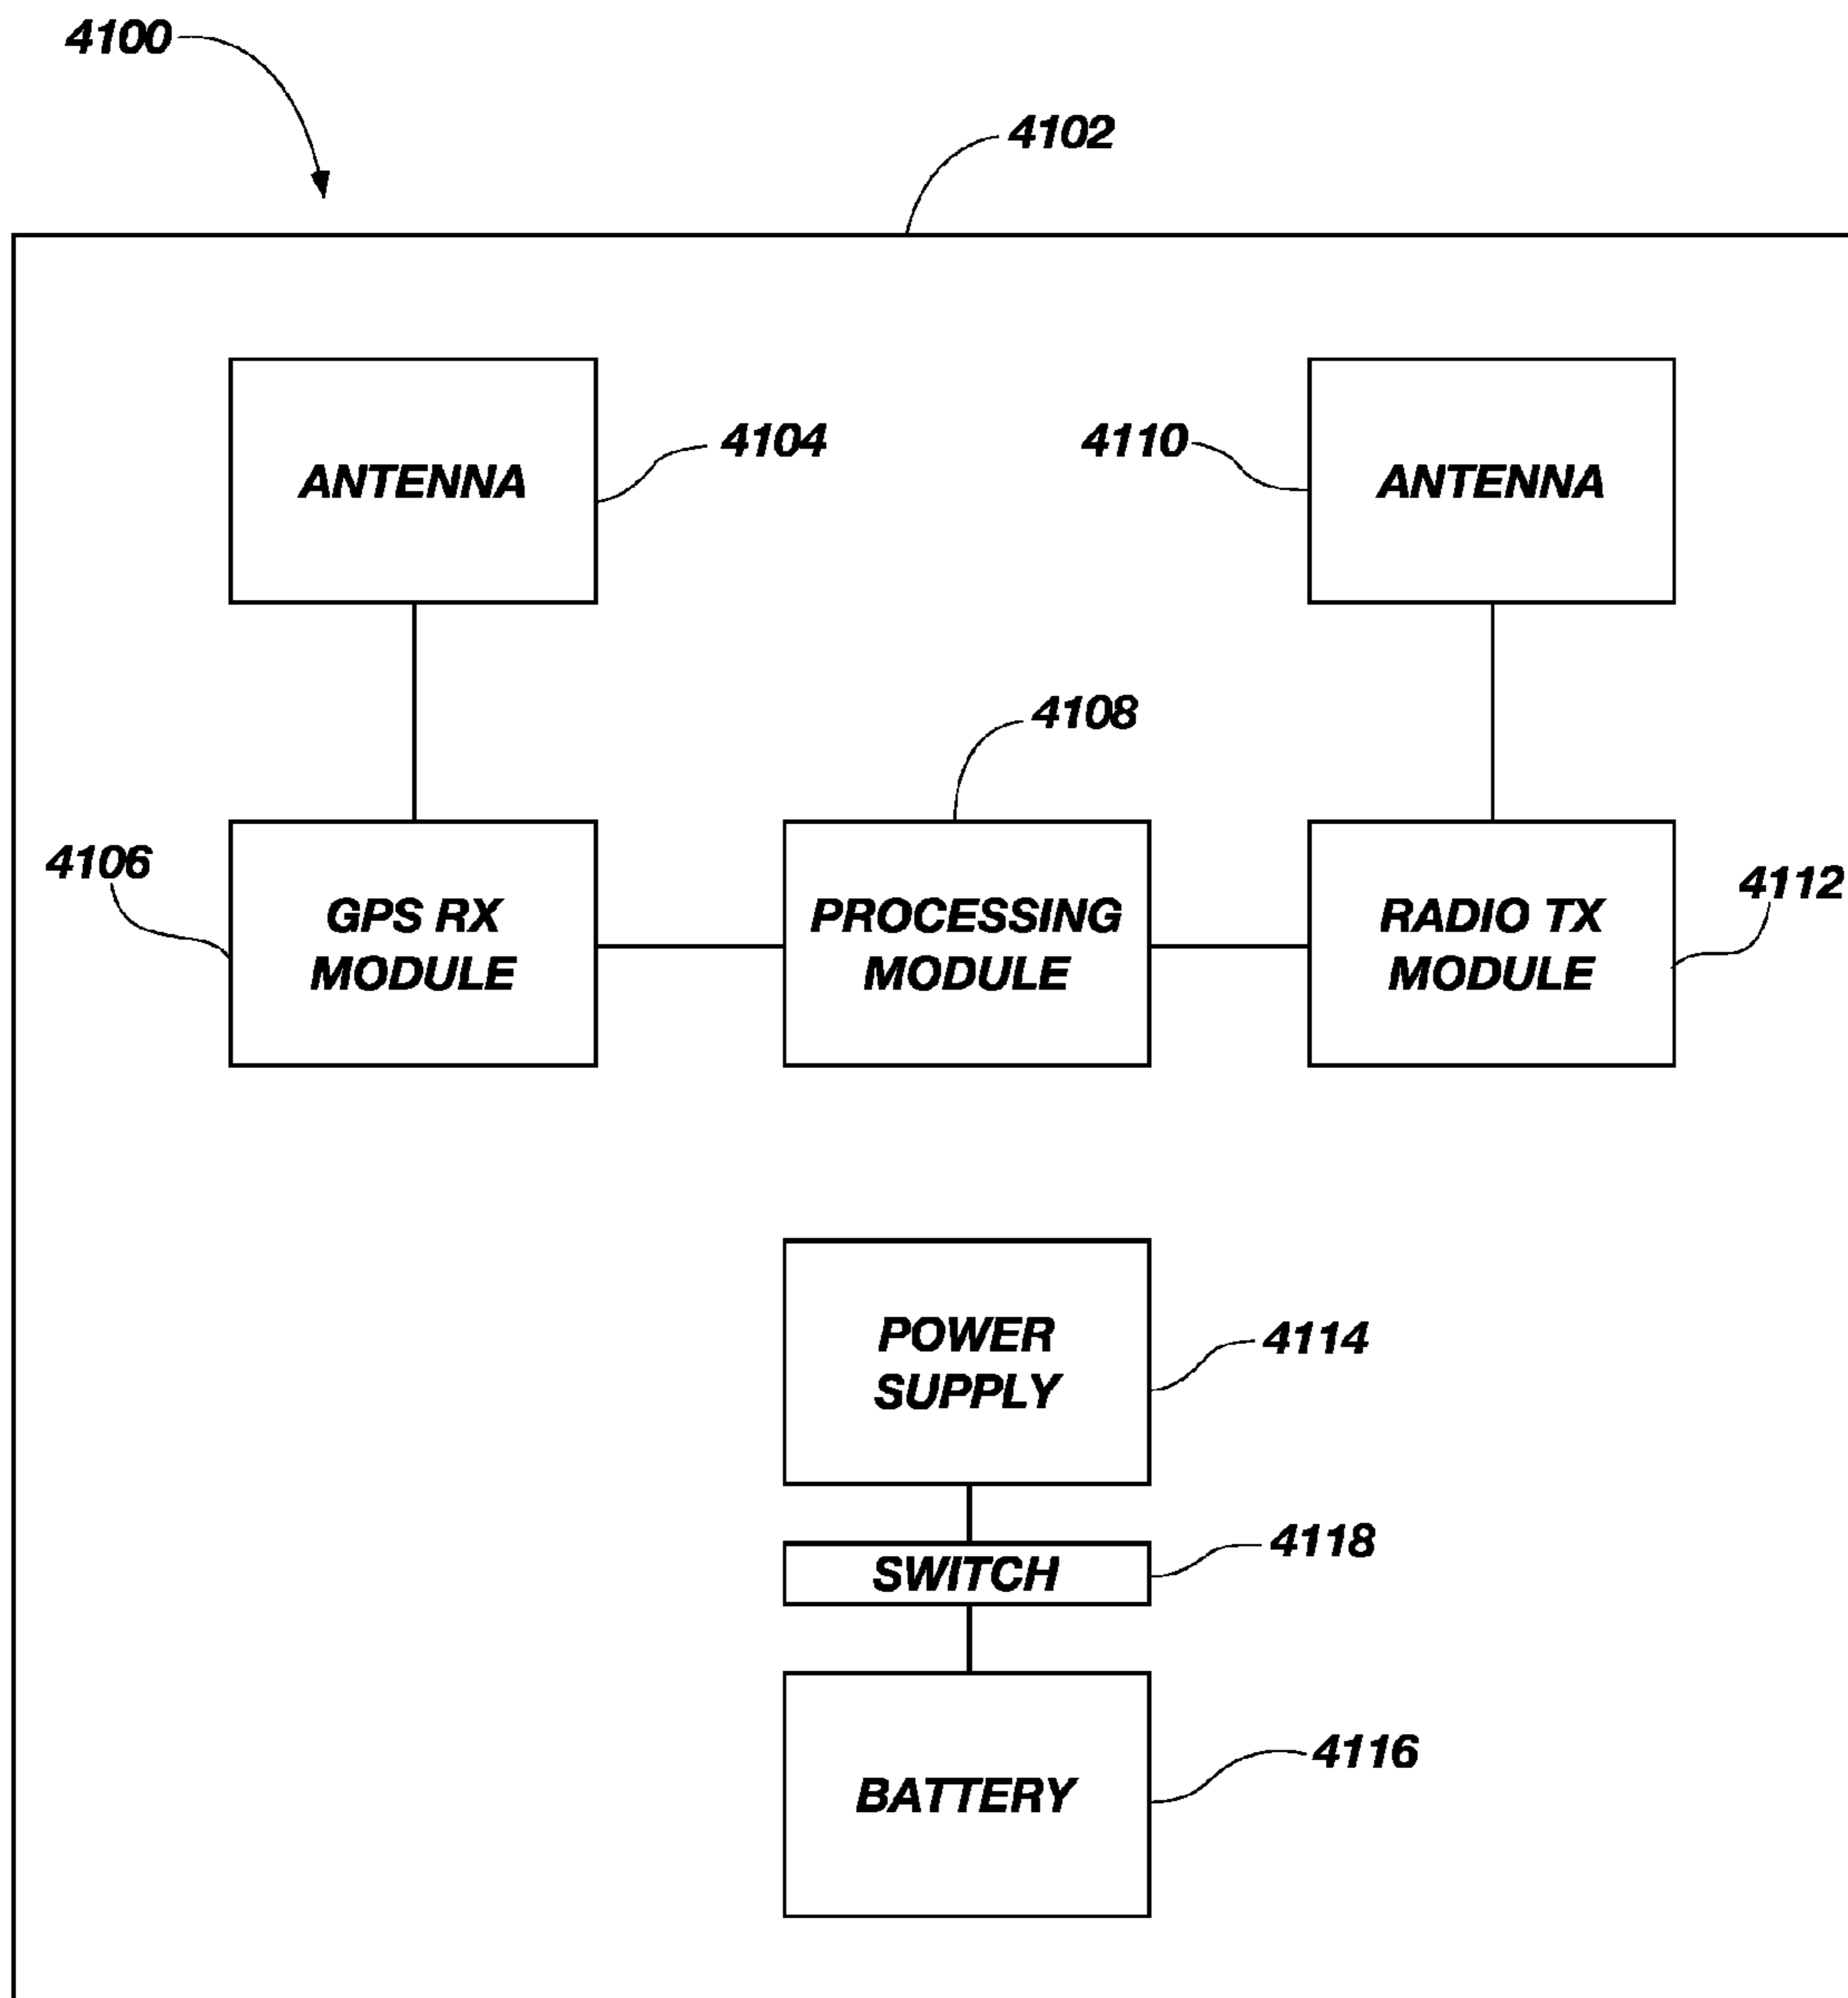 4100
4102
ANTENNA
4104
4110
ANTENNA
4108
4106
GPS RX
MODULE
PROCESSING
MODULE
RADIO TX
MODULE
4112
POWER
SUPPLY
4114
SWITCH
4118
BATTERY
4116